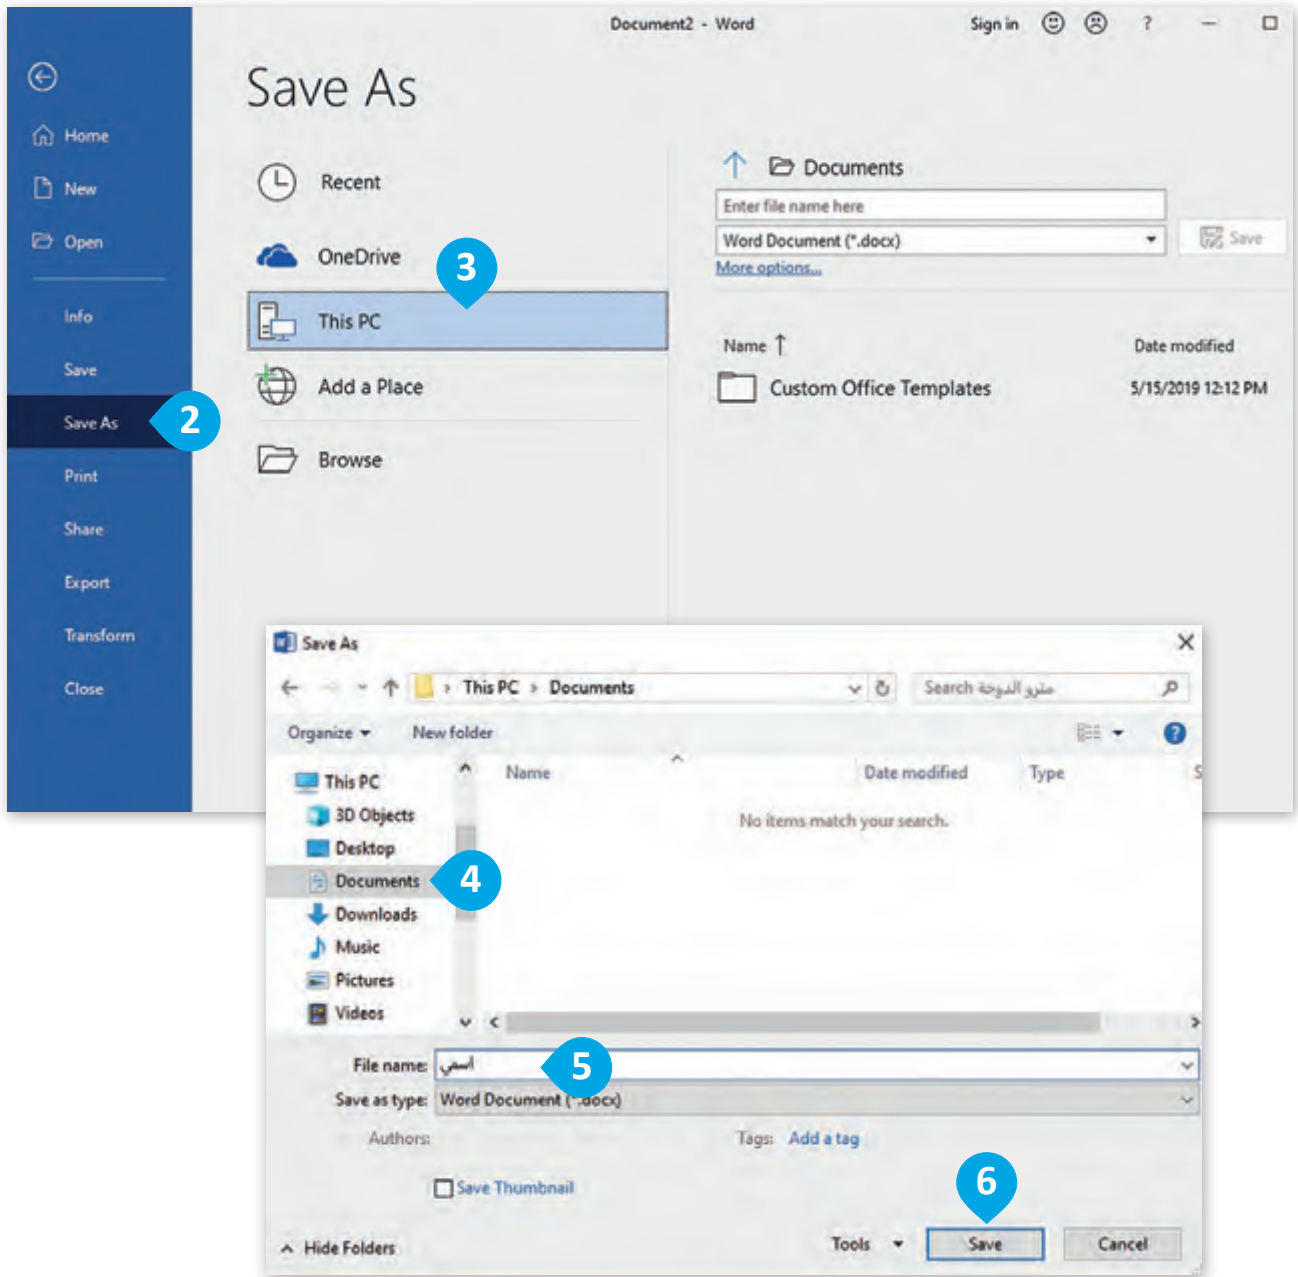 Document2 - Word
Sign in
?
Save As
Home
New
Open
Info
Save
Save As
2
Print
Share
Export
Transform
Close
Recent
OneDrive
3
This PC
Add a Place
Browse
Documents
Enter file name here
Word Document (*.docx)
Save
More options...
Name
Date modified
Custom Office Templates
5/15/2019 12:12 PM
Save As
This PC > Documents
Search مترو الدوحة
Organize
New folder
?
This PC
3D Objects
Desktop
Documents
4
Downloads
Music
Pictures
Videos
Name
Date modified
Type
S
No items match your search.
File name: اسمي
5
Save as type: Word Document (*.docx)
Authors:
Tags: Add a tag
Save Thumbnail
6
Hide Folders
Tools
Save
Cancel